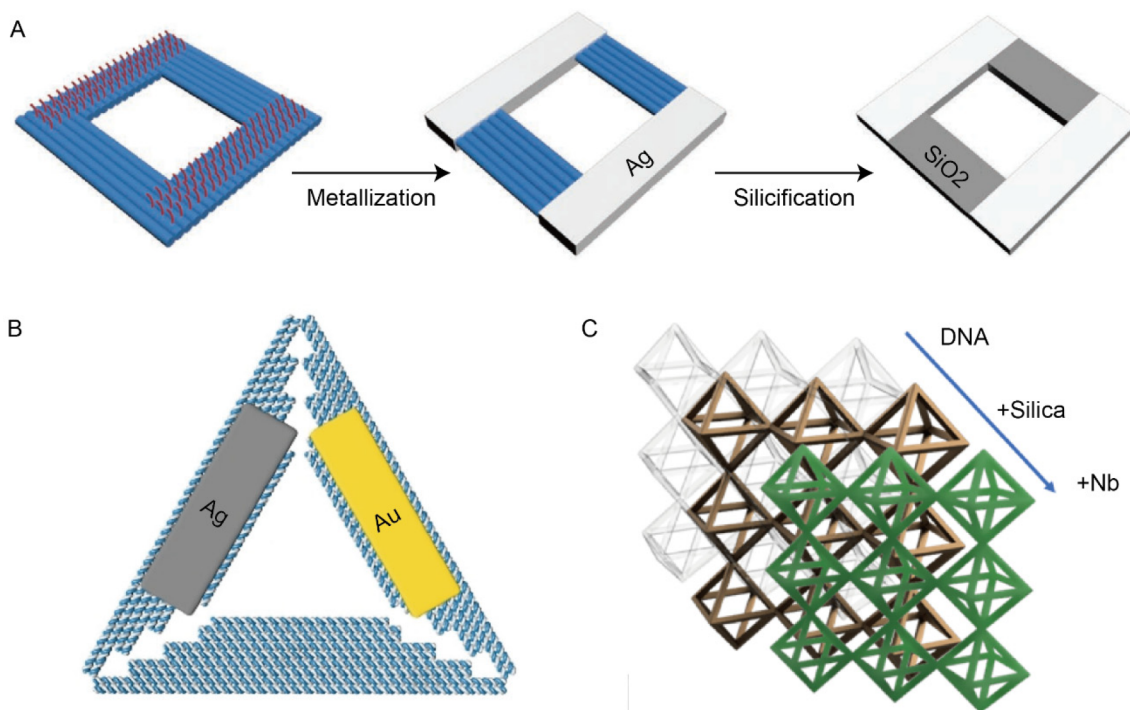 A
Metallization
Ag
Silicification
SiO2
B
Ag
Au
C
DNA
+Silica
+Nb